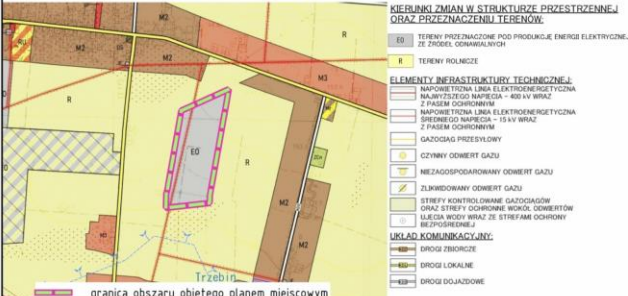 KIERUNKI ZMIAN W STRUKTURZE PRZESTRZENNEJ
ORAZ PRZEZNACZENIU TERENÓW:
EO TERENY PRZEZNACZONE POD PRODUKCJĘ ENERGII ELEKTRYCZNEJ
ZE ŹRÓDEŁ ODNAWIALNYCH
R TERENY ROLNICZE
ELEMENTY INFRASTRUKTURY TECHNICZNEJ:
NAPOWIETRZNA LINIA ELEKTROENERGETYCZNA
NAJWYŻSZEGO NAPIĘCIA - 400 kV WRAZ
Z PASEM OCHRONNYM
NAPOWIETRZNA LINIA ELEKTROENERGETYCZNA
ŚREDNIEGO NAPIĘCIA - 15 kV WRAZ
Z PASEM OCHRONNYM
GAZOCIĄG PRZESYŁOWY
CZYNNY ODWIERT GAZU
NIEZAGOSPODAROWANY ODWIERT GAZU
ZLIKWIDOWANY ODWIERT GAZU
STREFY KONTROLOWANE GAZOCIĄGÓW
ORAZ STREFY OCHRONNE WOKÓŁ ODWIERTÓW
UJĘCIA WODY WRAZ ZE STREFAMI OCHRONY
BEZPOŚREDNIEJ
UKŁAD KOMUNIKACYJNY:
DROGI ZBIORCZE
DROGI LOKALNE
DROGI DOJAZDOWE
RU
M2
M2
M2
R
M3
R
EO
R
M2
M2
M2
Trzebin
granica obszaru objętego planem miejscowym